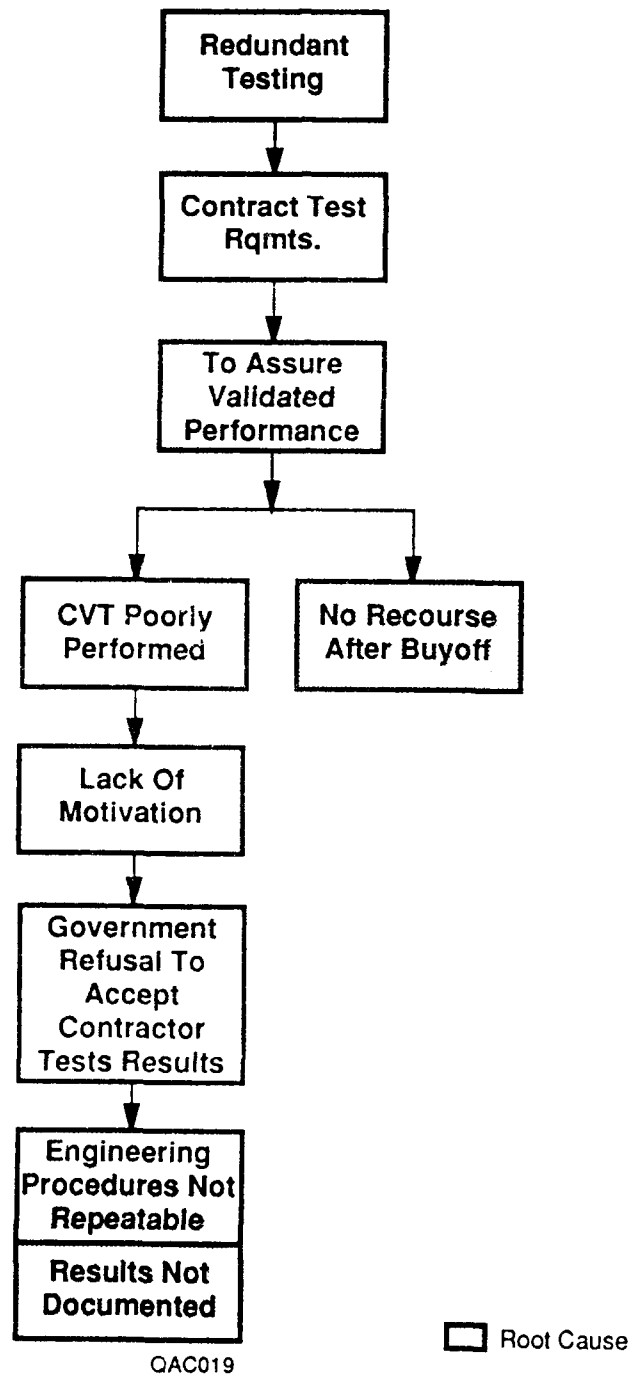 Redundant
Testing
Contract Test
Rqmts.
To Assure
Validated
Performance
CVT Poorly
Performed
No Recourse
After Buyoff
Lack Of
Motivation
Government
Refusal To
Accept
Contractor
Tests Results
Engineering
Procedures Not
Repeatable
Results Not
Documented
QAC019
Root Cause